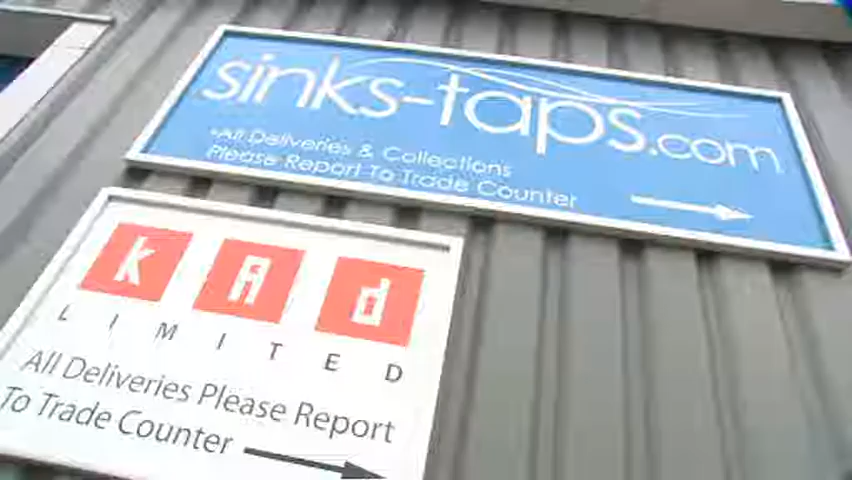 sinks-taps.com
*All Deliveries & Collections
Please Report To Trade Counter
kAd
LIMITED
All Deliveries Please Report
To Trade Counter